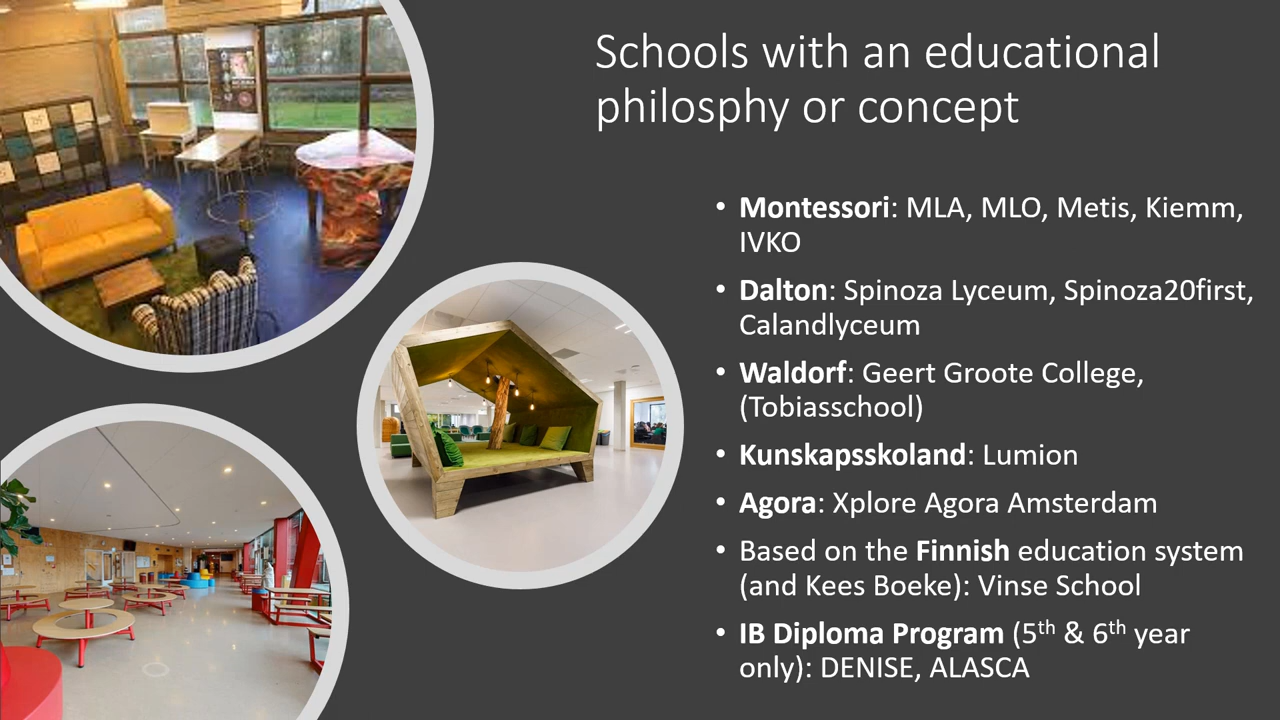 Schools with an educational
philosphy or concept
• Montessori: MLA, MLO, Metis, Kiemm,
IVKO
• Dalton: Spinoza Lyceum, Spinoza20first,
Calandlyceum
• Waldorf: Geert Groote College,
(Tobiasschool)
• Kunskapsskoland: Lumion
• Agora: Xplore Agora Amsterdam
• Based on the Finnish education system
(and Kees Boeke): Vinse School
• IB Diploma Program (5th & 6th year
only): DENISE, ALASCA